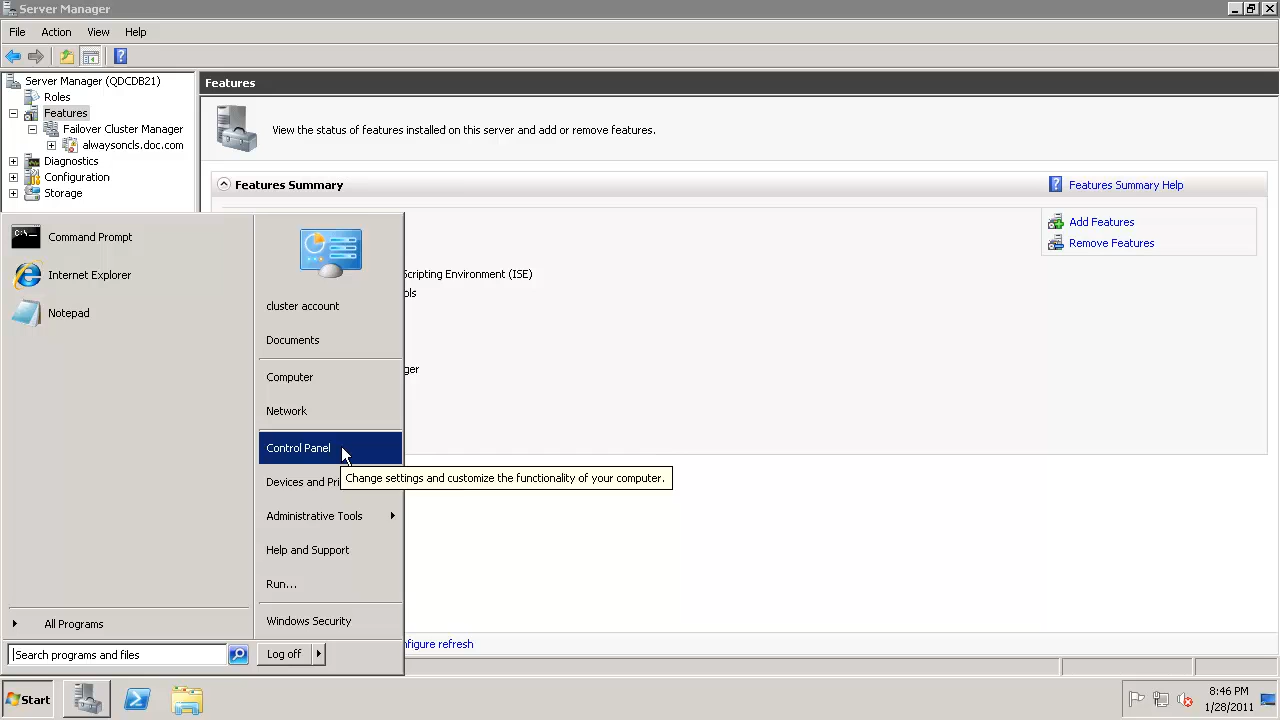 Server Manager
File Action View Help
Server Manager (QDCDB21)
Roles
Features
Failover Cluster Manager
alwaysoncls.doc.com
Diagnostics
Configuration
Storage
Features
View the status of features installed on this server and add or remove features.
Features Summary
Features Summary Help
Add Features
Remove Features
Scripting Environment (ISE)
ols
ger
nfigure refresh
Command Prompt
Internet Explorer
Notepad
All Programs
Search programs and files
cluster account
Documents
Computer
Network
Control Panel
Change settings and customize the functionality of your computer.
Devices and Pri
Administrative Tools
Help and Support
Run...
Windows Security
Log off
Start
8:46 PM
1/28/2011